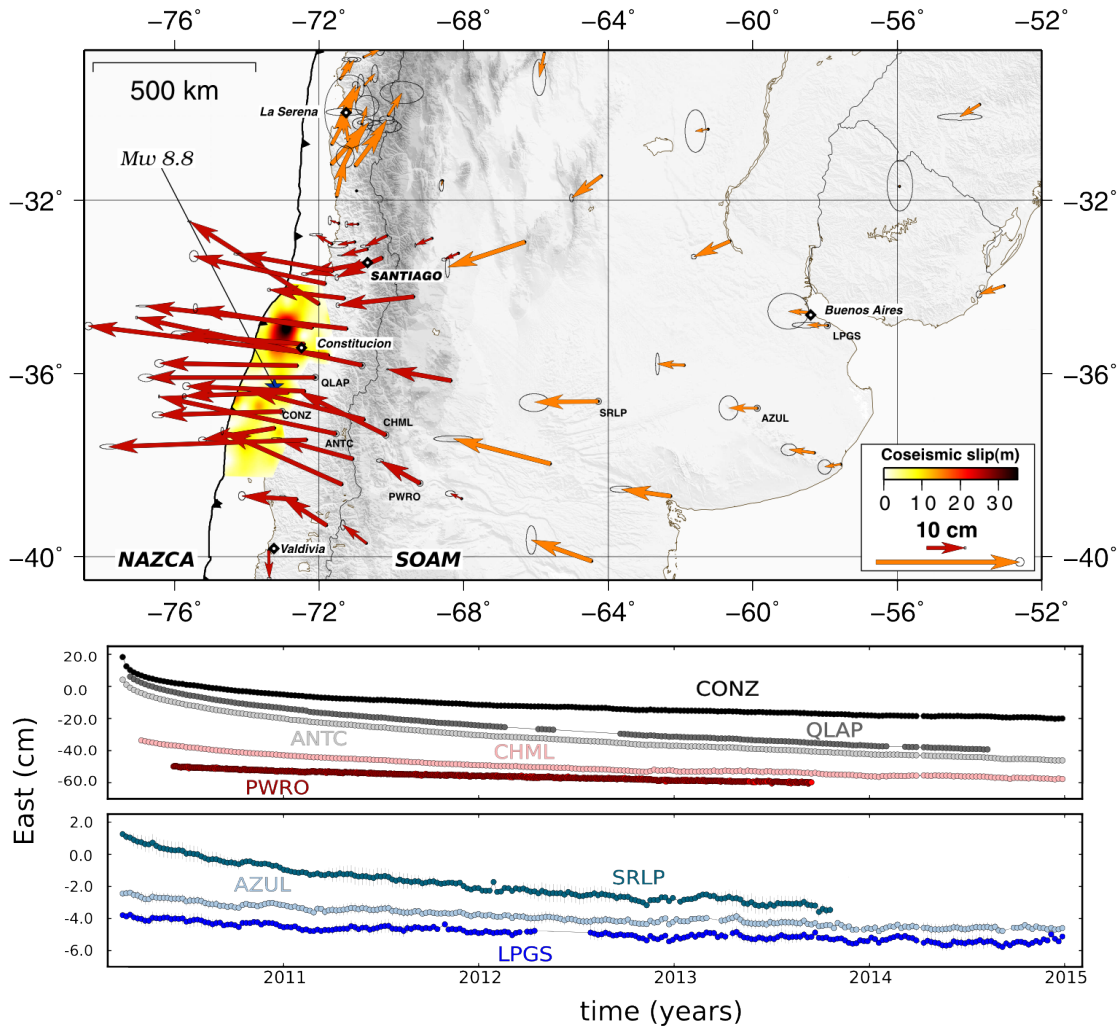 −76˚ −72˚ −68˚ −64˚ −60˚ −56˚ −52˚
500 km
La Serena
Mw 8.8
−32˚ −32˚
SANTIAGO
Buenos Aires
LPGS
Constitucion
−36˚ −36˚
QLAP
SRLP
CONZ
CHML
AZUL
ANTC
PWRO
Coseismic slip(m)
0 10 20 30
10 cm
Valdivia
NAZCA SOAM
−40˚ −40˚
−76˚ −72˚ −68˚ −64˚ −60˚ −56˚ −52˚
20.0
0.0
-20.0
-40.0
-60.0
CONZ
QLAP
ANTC
CHML
PWRO
East (cm)
2.0
0.0
-2.0
-4.0
-6.0
AZUL
SRLP
LPGS
2011 2012 2013 2014 2015
time (years)